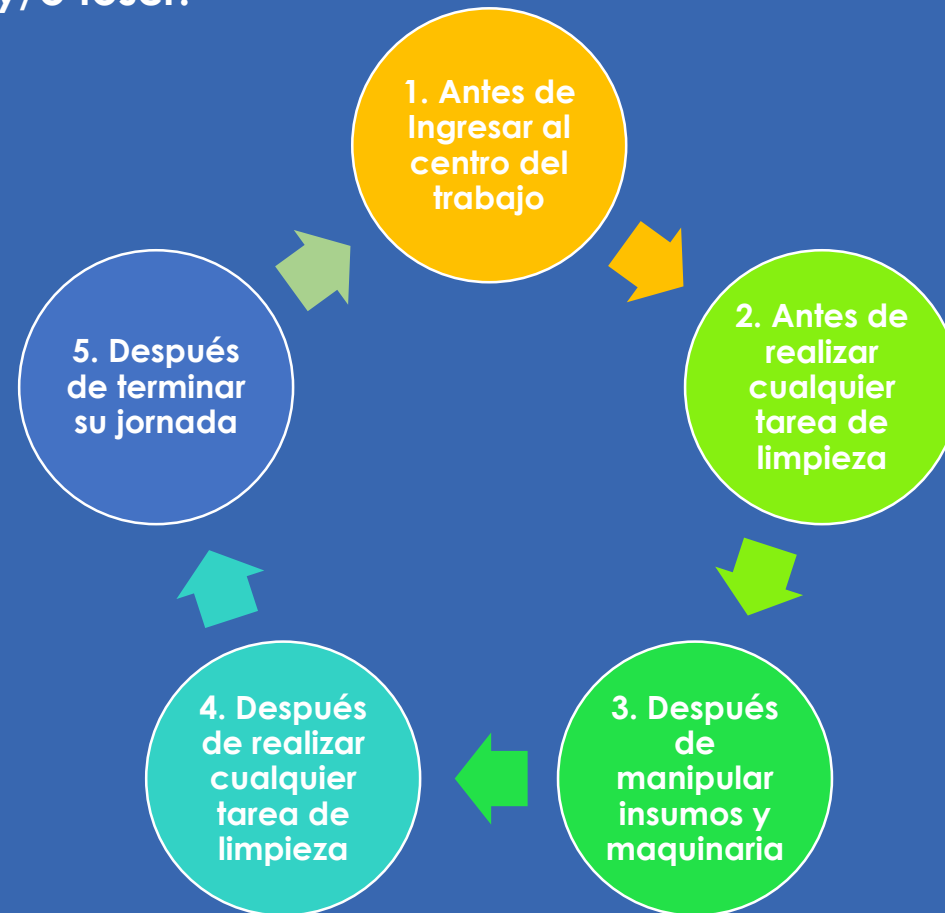 1. Antes de
Ingresar al
centro del
trabajo
2. Antes de
realizar
cualquier
tarea de
limpieza
3. Después
de
manipular
insumos y
maquinaria
4. Después
de realizar
cualquier
tarea de
limpieza
5. Después
de terminar
su jornada